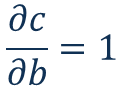 ∂c/∂b = 1